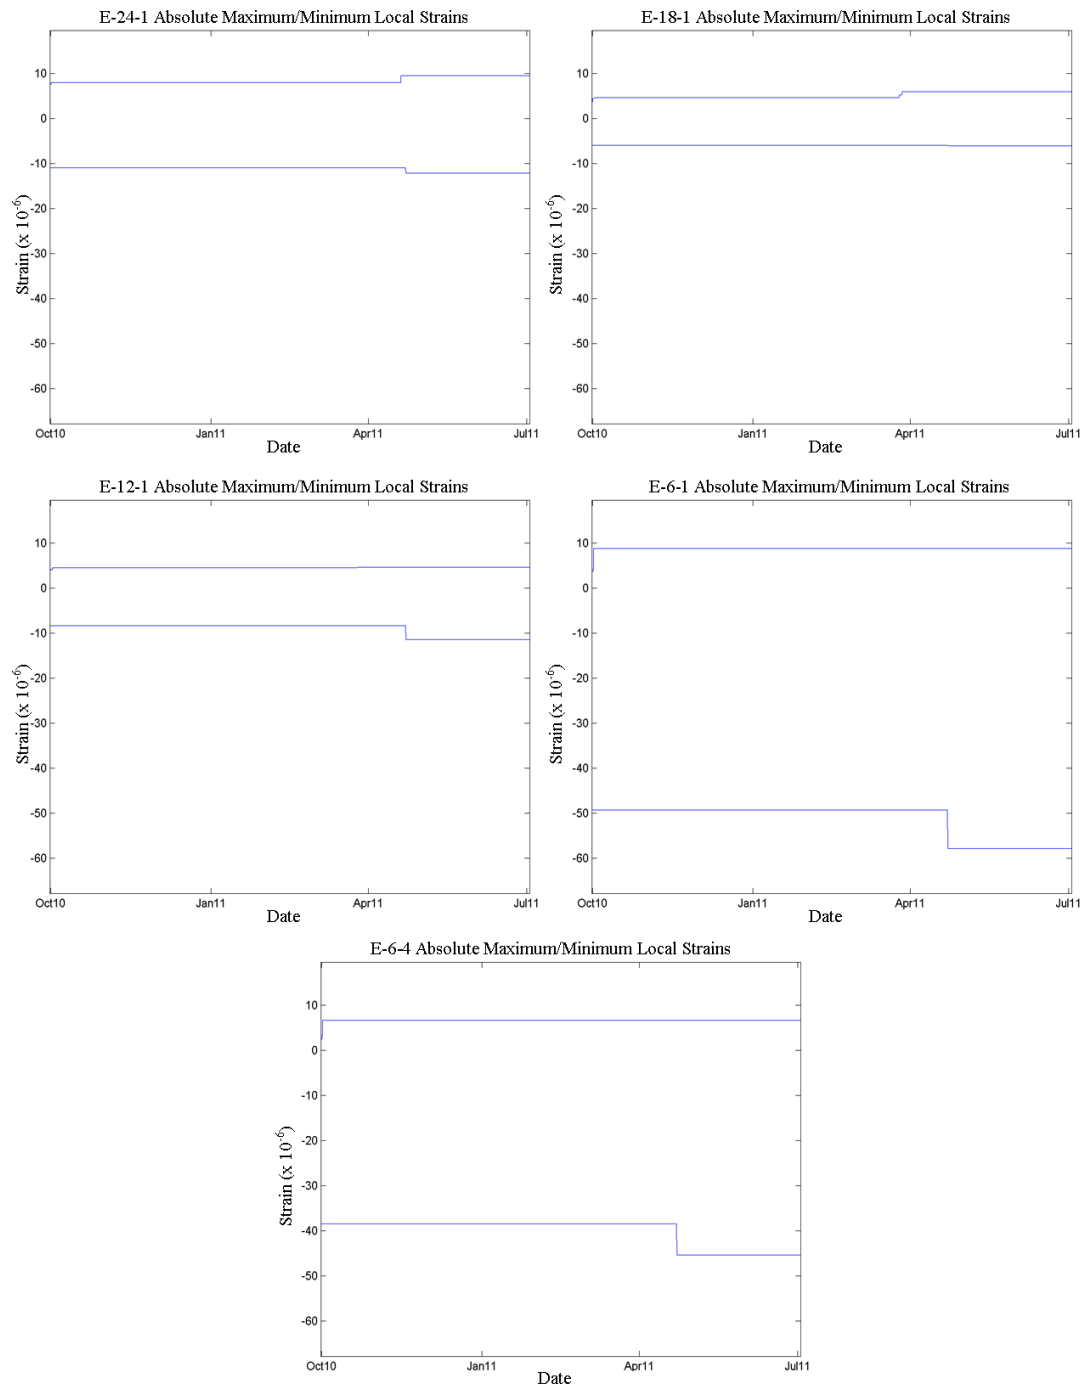 E-24-1 Absolute Maximum/Minimum Local Strains
10
0
-10
-20
-30
-40
-50
-60
Strain (x 10^-6)
Oct10 Jan11 Apr11 Jul11
Date
E-18-1 Absolute Maximum/Minimum Local Strains
10
0
-10
-20
-30
-40
-50
-60
Strain (x 10^-6)
Oct10 Jan11 Apr11 Jul11
Date
E-12-1 Absolute Maximum/Minimum Local Strains
10
0
-10
-20
-30
-40
-50
-60
Strain (x 10^-6)
Oct10 Jan11 Apr11 Jul11
Date
E-6-1 Absolute Maximum/Minimum Local Strains
10
0
-10
-20
-30
-40
-50
-60
Strain (x 10^-6)
Oct10 Jan11 Apr11 Jul11
Date
E-6-4 Absolute Maximum/Minimum Local Strains
10
0
-10
-20
-30
-40
-50
-60
Strain (x 10^-6)
Oct10 Jan11 Apr11 Jul11
Date